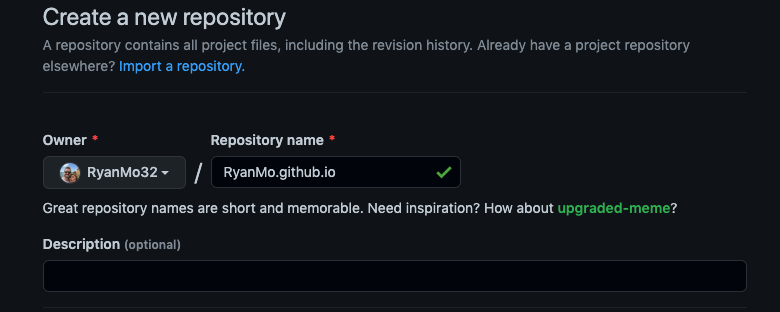 Create a new repository
A repository contains all project files, including the revision history. Already have a project repository
elsewhere? Import a repository.
Owner * Repository name *
RyanMo32 / RyanMo.github.io
Great repository names are short and memorable. Need inspiration? How about upgraded-meme?
Description (optional)